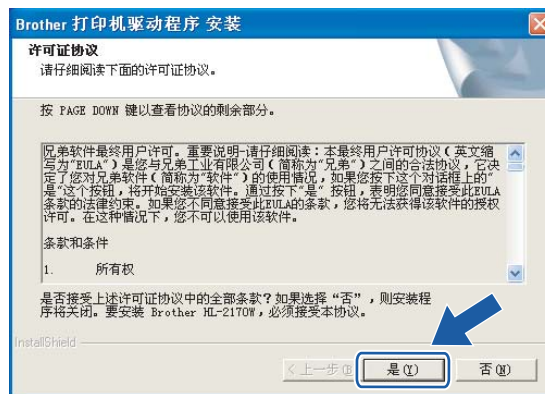 Brother 打印机驱动程序 安装
许可证协议
请仔细阅读下面的许可证协议。
按 PAGE DOWN 键以查看协议的剩余部分。
兄弟软件最终用户许可。重要说明-请仔细阅读：本最终用户许可协议（英文缩
写为"EULA"）是您与兄弟工业有限公司（简称为"兄弟"）之间的合法协议，它决
定了您对兄弟软件（简称为"软件"）的使用情况，如果您按下这个对话框上的"
是"这个按钮，将开始安装该软件。通过按下"是" 按钮，表明您同意接受此EULA
条款的法律约束。如果您不同意接受此EULA的条款，您将无法获得该软件的授权
许可。在这种情况下，您不可以使用该软件。
条款和条件
1. 所有权
是否接受上述许可证协议中的全部条款？如果选择 “否” ，则安装程
序将关闭。要安装 Brother HL-2170W，必须接受本协议。
InstallShield
< 上一步(B) 是(Y) 否(N)